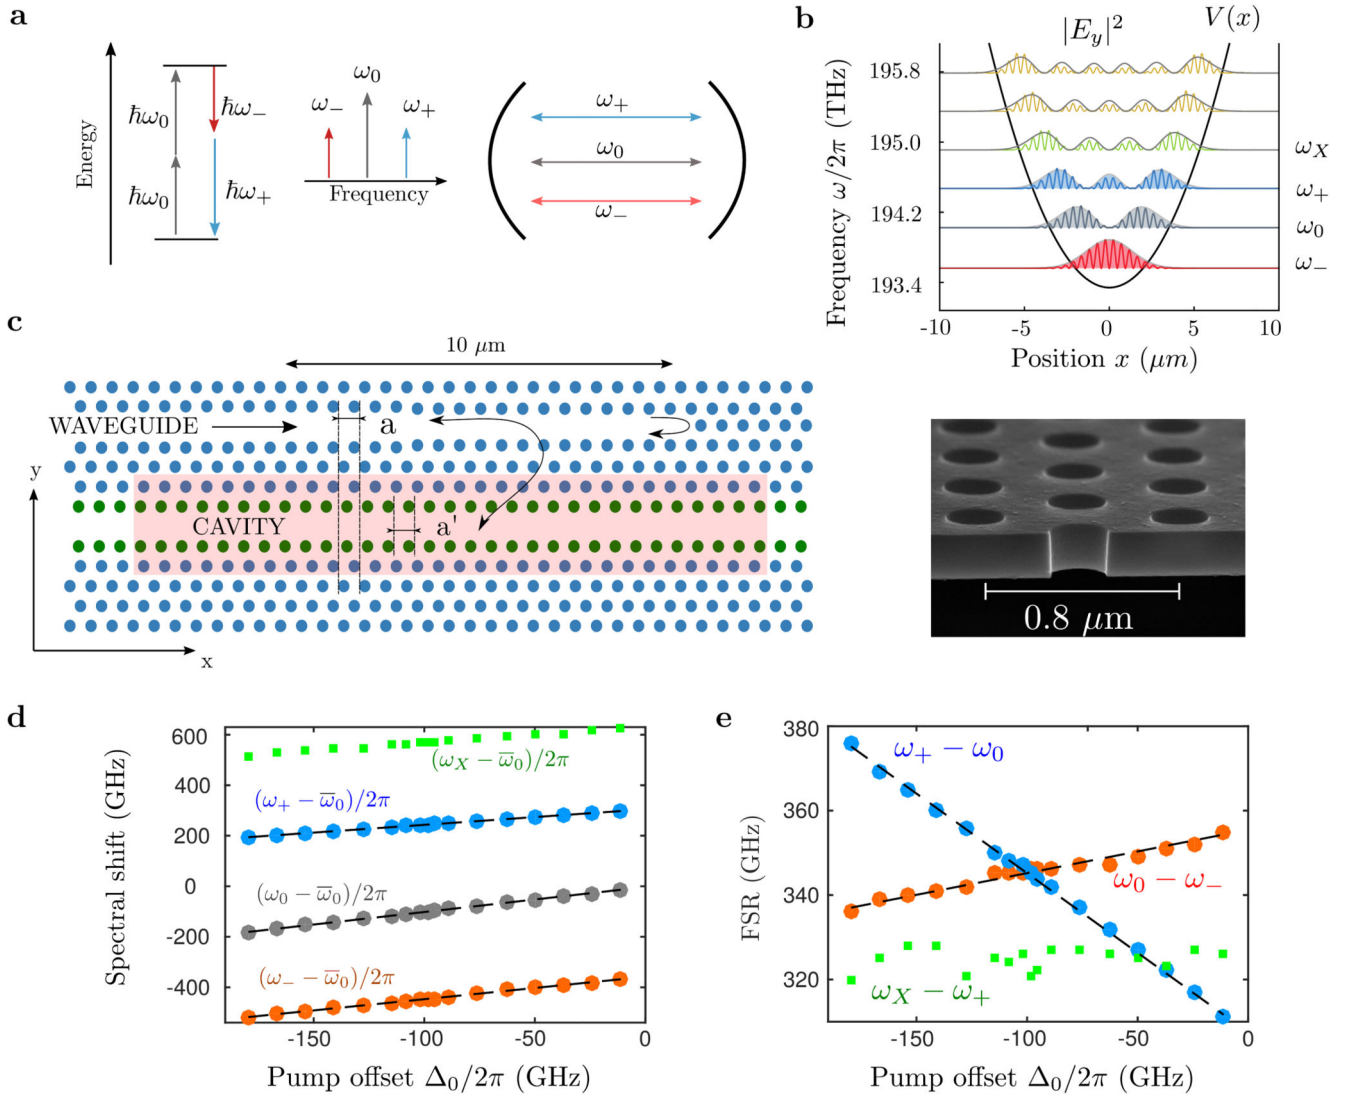 a
Energy
ħω₀
ħω₋
ħω₀
ħω₊
ω₀
ω₋
ω₊
Frequency
ω₊
ω₀
ω₋
b
|E_y|²
V(x)
Frequency ω/2π (THz)
195.8
195.0
194.2
193.4
ω_X
ω₊
ω₀
ω₋
-10
-5
0
5
10
Position x (μm)
c
10 μm
WAVEGUIDE
a
CAVITY
a'
y
x
0.8 μm
d
Spectral shift (GHz)
600
400
200
0
-200
-400
(ω_X − ω̅₀)/2π
(ω₊ − ω̅₀)/2π
(ω₀ − ω̅₀)/2π
(ω₋ − ω̅₀)/2π
-150
-100
-50
0
Pump offset Δ₀/2π (GHz)
e
FSR (GHz)
380
360
340
320
ω₊ − ω₀
ω₀ − ω₋
ω_X − ω₊
-150
-100
-50
0
Pump offset Δ₀/2π (GHz)